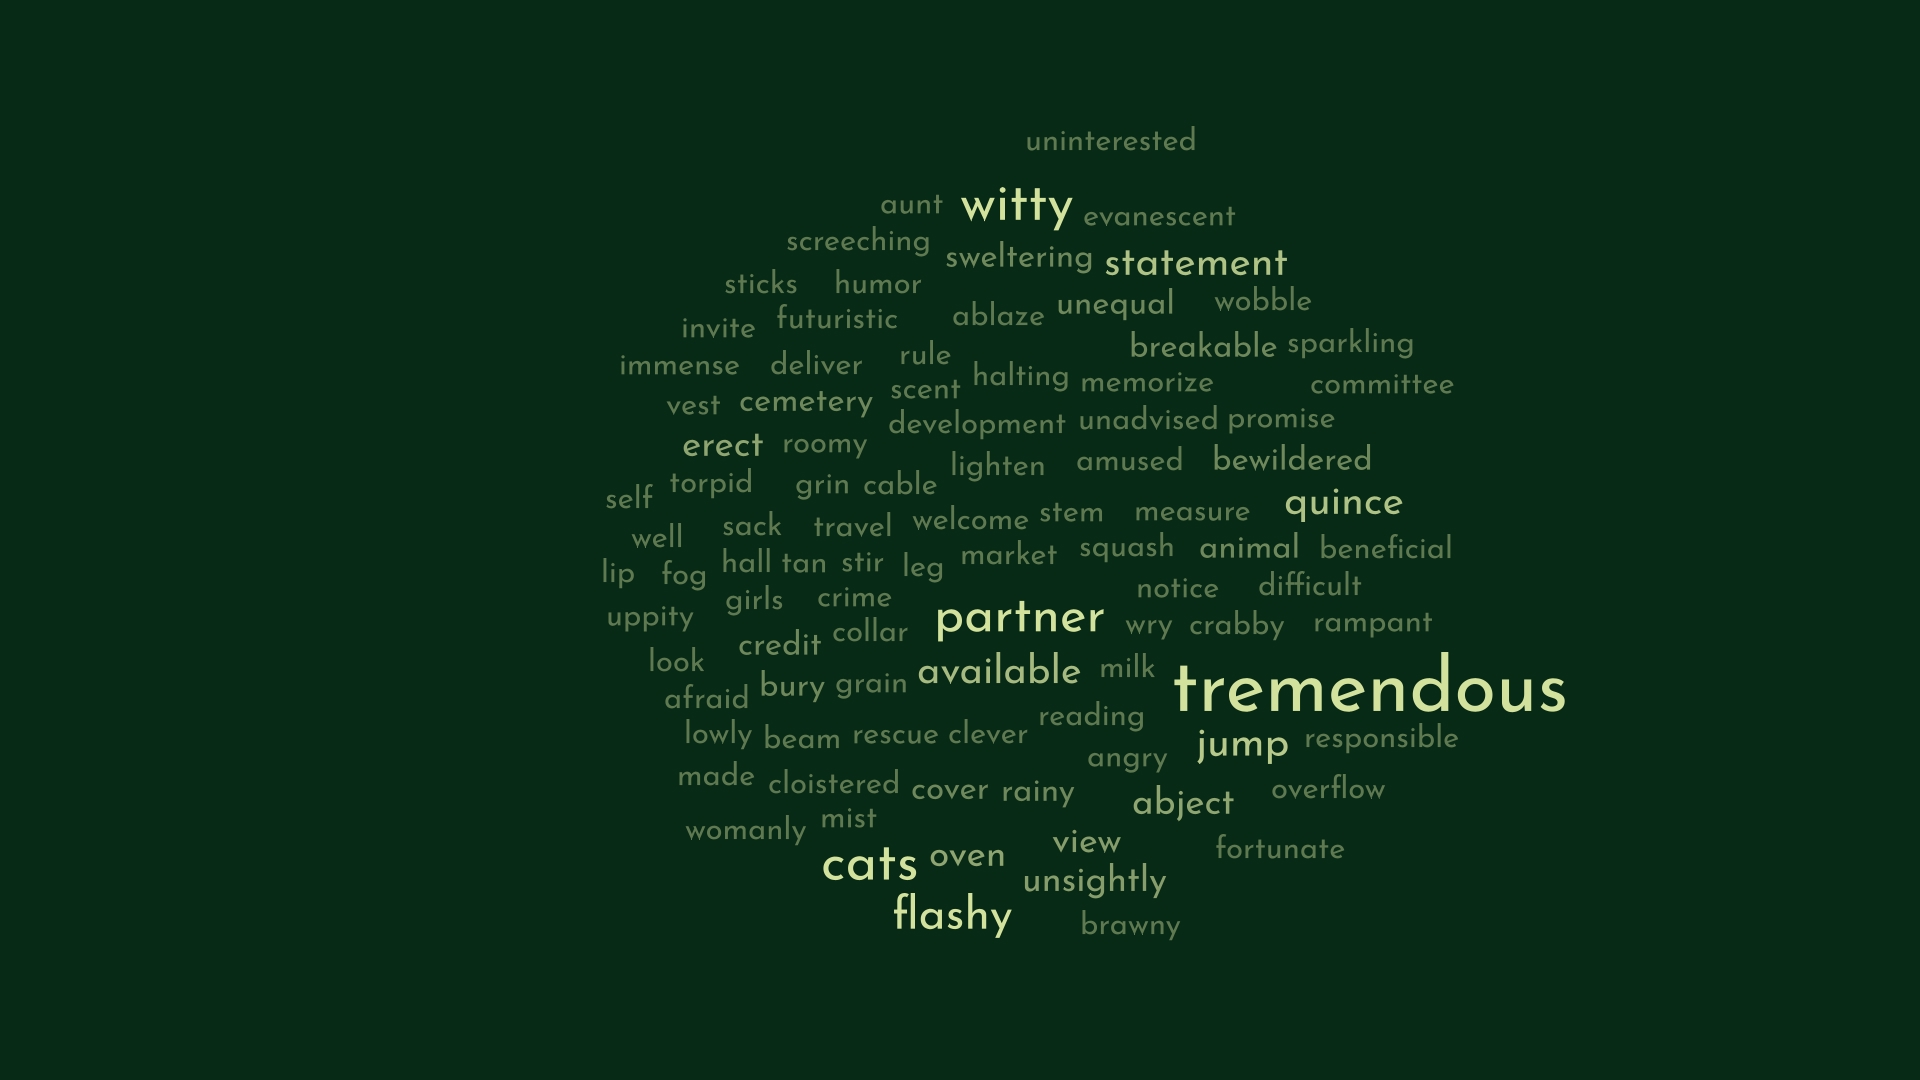 uninterested
aunt witty evanescent
screeching sweltering statement
sticks humor unequal wobble
invite futuristic ablaze
breakable sparkling
immense deliver rule halting memorize committee
vest cemetery scent
development unadvised promise
erect roomy
lighten amused bewildered
self torpid grin cable
quince
well sack travel welcome stem measure
lip fog hall tan stir leg market squash animal beneficial
notice difficult
uppity girls crime partner wry crabby rampant
credit collar
look available milk tremendous
afraid bury grain
reading
lowly beam rescue clever jump responsible
angry
made cloistered cover rainy abject overflow
womanly mist
view fortunate
cats oven unsightly
flashy brawny